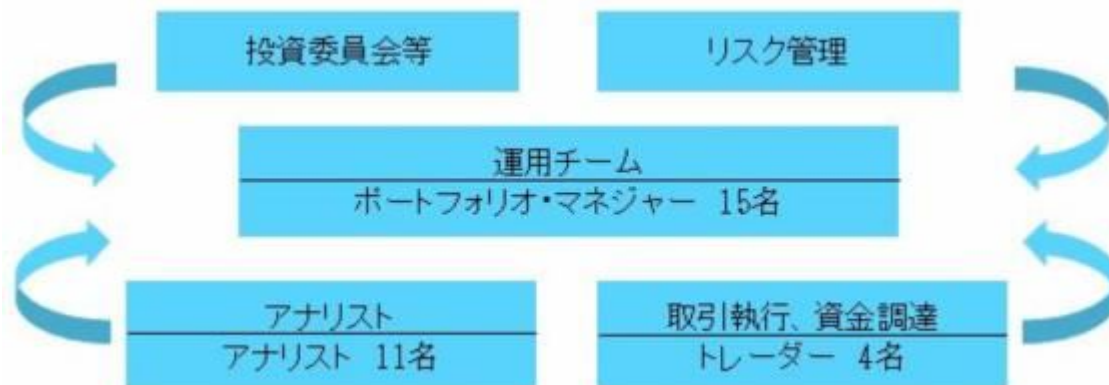 投資委員会等
リスク管理
運用チーム
ポートフォリオ・マネジャー 15名
アナリスト
アナリスト 11名
取引執行、資金調達
トレーダー 4名